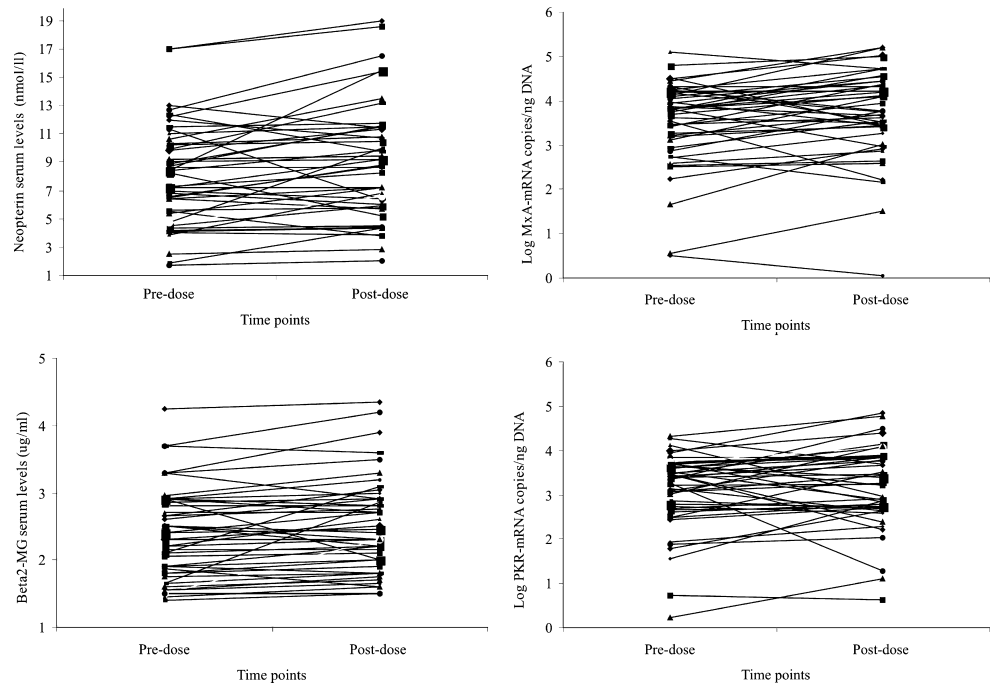 Neopterin serum levels (nmol/ll)
19
17
15
13
11
9
7
5
3
1
Pre-dose Post-dose
Time points
Log MxA-mRNA copies/ng DNA
6
5
4
3
2
1
0
Pre-dose Post-dose
Time points
Beta2-MG serum levels (ug/ml)
5
4
3
2
1
Pre-dose Post-dose
Time points
Log PKR-mRNA copies/ng DNA
6
5
4
3
2
1
0
Pre-dose Post-dose
Time points